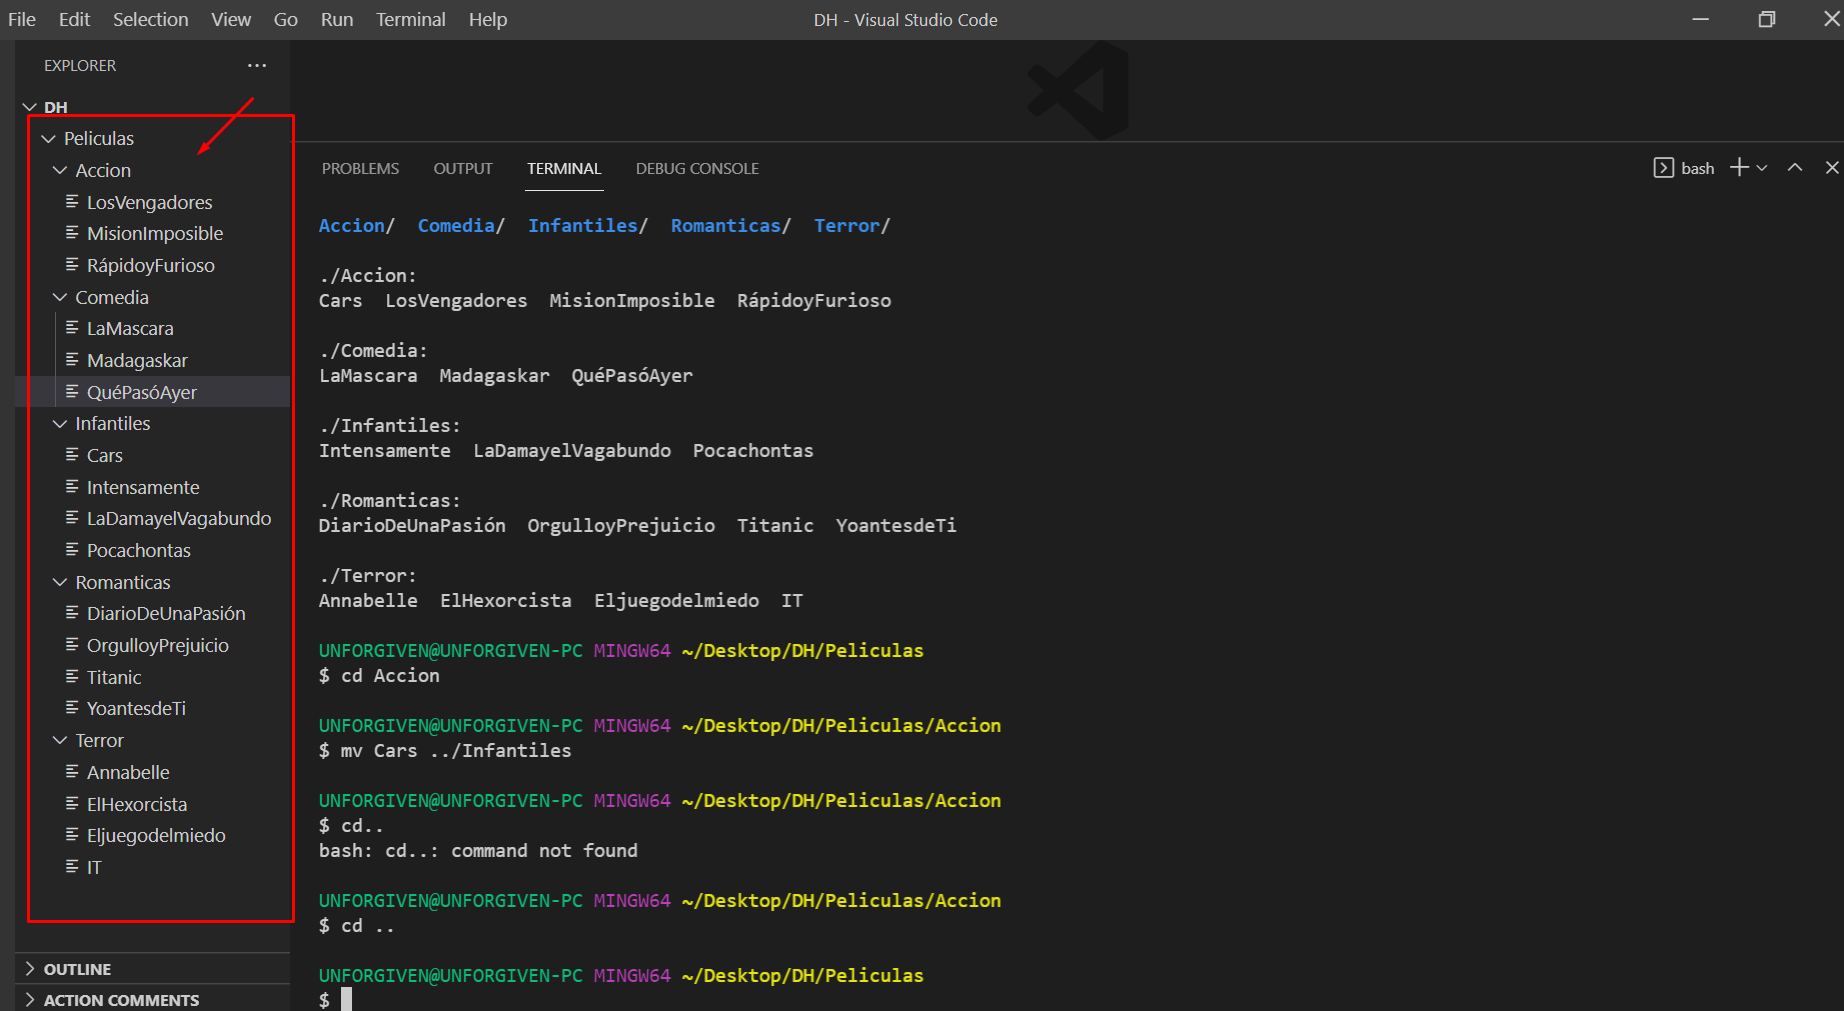 File Edit Selection View Go Run Terminal Help
DH - Visual Studio Code
EXPLORER
DH
Peliculas
Accion
LosVengadores
MisionImposible
RápidoyFurioso
Comedia
LaMascara
Madagaskar
QuéPasóAyer
Infantiles
Cars
Intensamente
LaDamayelVagabundo
Pocachontas
Romanticas
DiarioDeUnaPasión
OrgulloyPrejuicio
Titanic
YoantesdeTi
Terror
Annabelle
ElHexorcista
Eljuegodelmiedo
IT
OUTLINE
ACTION COMMENTS
PROBLEMS OUTPUT TERMINAL DEBUG CONSOLE
bash
Accion/ Comedia/ Infantiles/ Romanticas/ Terror/
./Accion:
Cars LosVengadores MisionImposible RápidoyFurioso
./Comedia:
LaMascara Madagaskar QuéPasóAyer
./Infantiles:
Intensamente LaDamayelVagabundo Pocachontas
./Romanticas:
DiarioDeUnaPasión OrgulloyPrejuicio Titanic YoantesdeTi
./Terror:
Annabelle ElHexorcista Eljuegodelmiedo IT
UNFORGIVEN@UNFORGIVEN-PC MINGW64 ~/Desktop/DH/Peliculas
$ cd Accion
UNFORGIVEN@UNFORGIVEN-PC MINGW64 ~/Desktop/DH/Peliculas/Accion
$ mv Cars ../Infantiles
UNFORGIVEN@UNFORGIVEN-PC MINGW64 ~/Desktop/DH/Peliculas/Accion
$ cd..
bash: cd..: command not found
UNFORGIVEN@UNFORGIVEN-PC MINGW64 ~/Desktop/DH/Peliculas/Accion
$ cd ..
UNFORGIVEN@UNFORGIVEN-PC MINGW64 ~/Desktop/DH/Peliculas
$